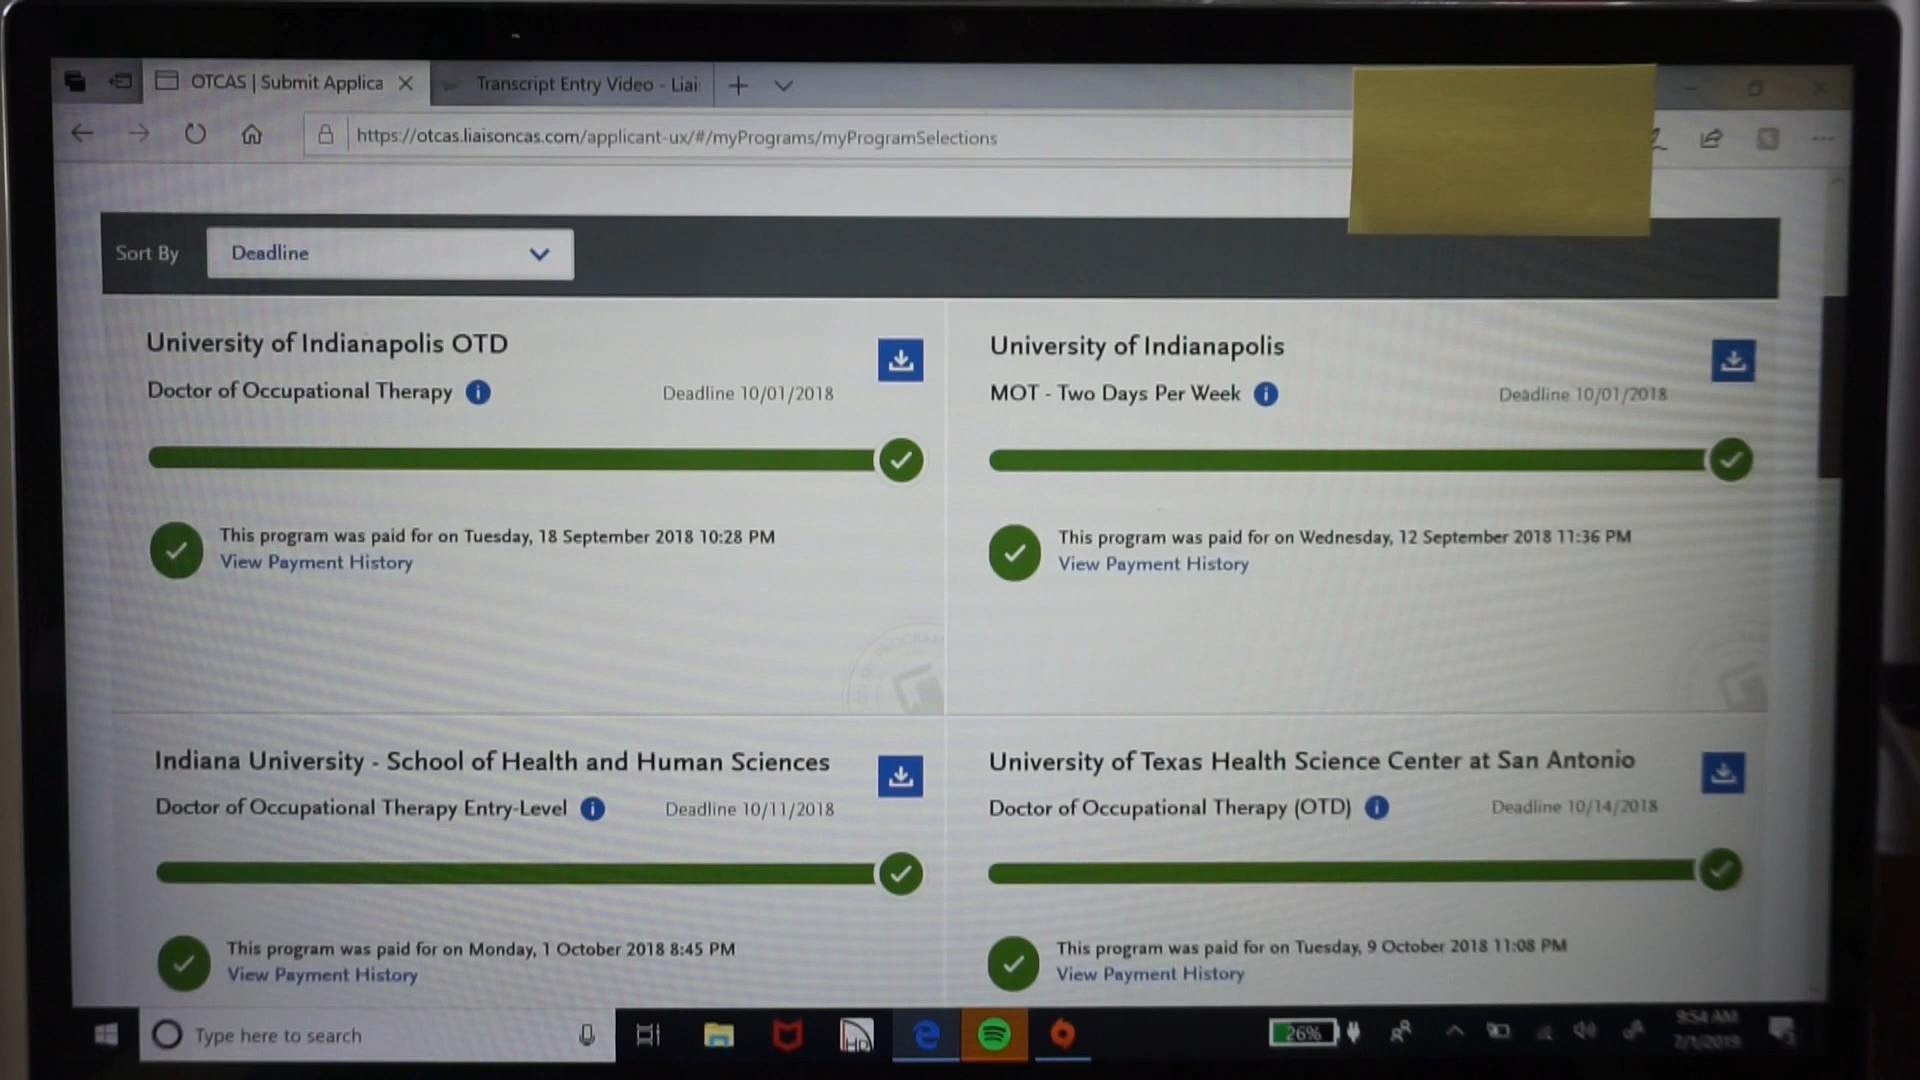 OTCAS | Submit Applica
Transcript Entry Video - Liai
https://otcas.liaisoncas.com/applicant-ux/#/myPrograms/myProgramSelections
Sort By
Deadline
University of Indianapolis OTD
Doctor of Occupational Therapy
Deadline 10/01/2018
This program was paid for on Tuesday, 18 September 2018 10:28 PM
View Payment History
University of Indianapolis
MOT - Two Days Per Week
Deadline 10/01/2018
This program was paid for on Wednesday, 12 September 2018 11:36 PM
View Payment History
Indiana University - School of Health and Human Sciences
Doctor of Occupational Therapy Entry-Level
Deadline 10/11/2018
This program was paid for on Monday, 1 October 2018 8:45 PM
View Payment History
University of Texas Health Science Center at San Antonio
Doctor of Occupational Therapy (OTD)
Deadline 10/14/2018
This program was paid for on Tuesday, 9 October 2018 11:08 PM
View Payment History
Type here to search
HD
26%
9:54 AM
7/1/2019